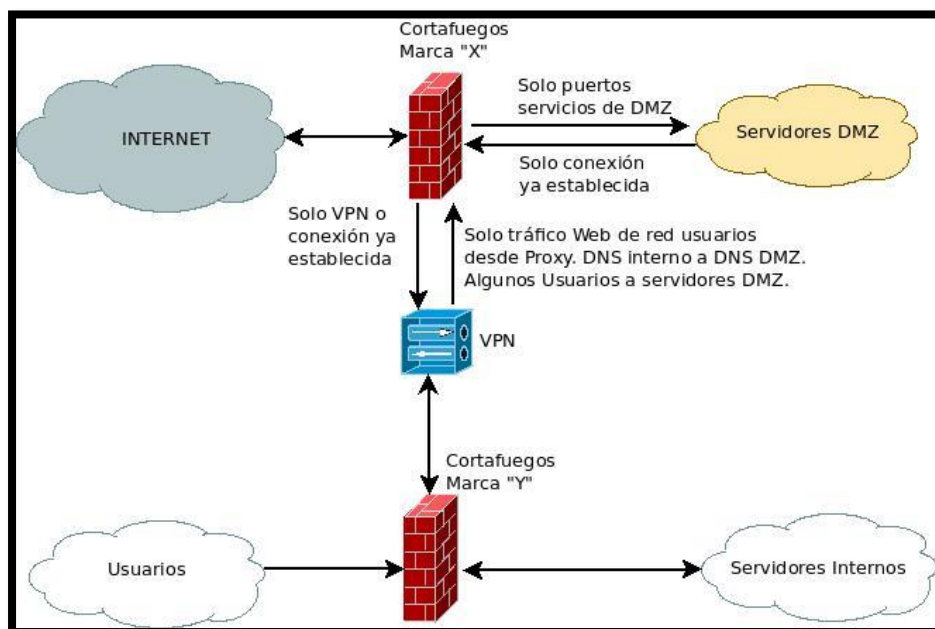 Cortafuegos
Marca "X"
INTERNET
Solo puertos
servicios de DMZ
Servidores DMZ
Solo conexión
ya establecida
Solo VPN o
conexión ya
establecida
Solo tráfico Web de red usuarios
desde Proxy. DNS interno a DNS DMZ.
Algunos Usuarios a servidores DMZ.
VPN
Cortafuegos
Marca "Y"
Usuarios
Servidores Internos